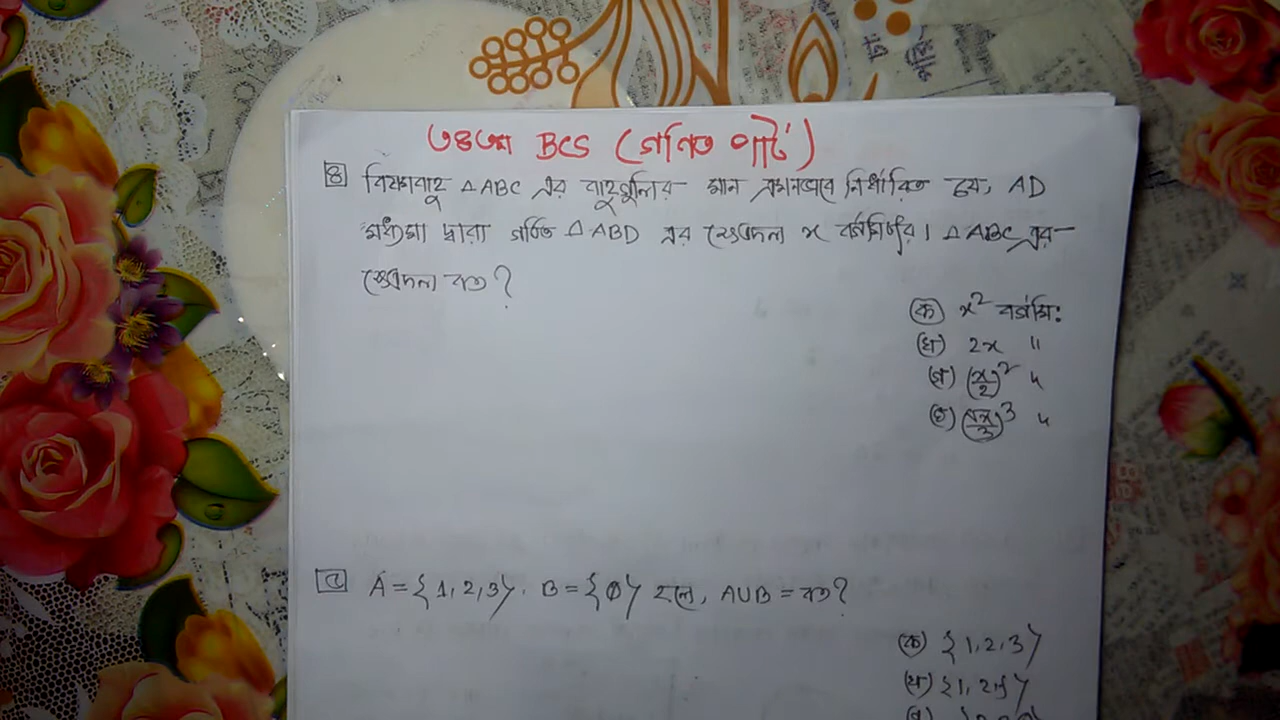 ৩৪তম BCS (গণিত পার্ট)
৪ বিষমবাহু △ABC এর বাহুগুলির মান এমনভাবে নির্ধারিত যে, AD
মধ্যমা দ্বারা গঠিত △ABD এর ক্ষেত্রফল x বর্গমিটার। △ABC এর
ক্ষেত্রফল কত?
(ক) x² বর্গমি:
(খ) 2x "
(গ) (x/2)² "
(ঘ) 3 "
৫ A = {1, 2, 3}, B = {Φ} হলে, A∪B = কত?
(ক) {1, 2, 3}
(খ) {1, 2, }